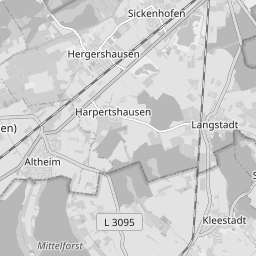 Sickenhofen
Hergershausen
Harpertshausen
Langstadt
en)
Altheim
L 3095
Kleestadt
Mittelforst